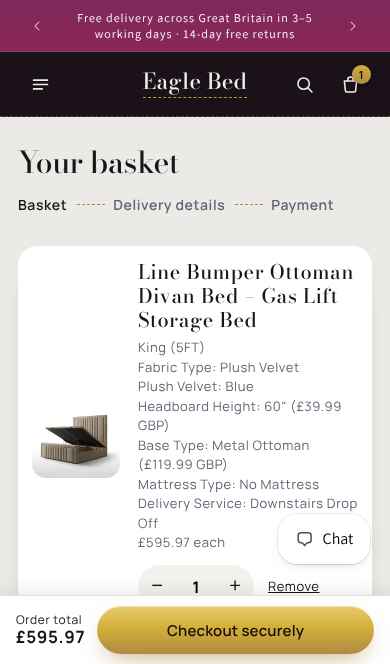 Free delivery across Great Britain in 3–5
working days · 14-day free returns
Eagle Bed
1
Your basket
Basket
Delivery details
Payment
Line Bumper Ottoman
Divan Bed – Gas Lift
Storage Bed
King (5FT)
Fabric Type: Plush Velvet
Plush Velvet: Blue
Headboard Height: 60" (£39.99
GBP)
Base Type: Metal Ottoman
(£119.99 GBP)
Mattress Type: No Mattress
Delivery Service: Downstairs Drop
Off
£595.97 each
Chat
− 1 +
Remove
Order total
£595.97
Checkout securely